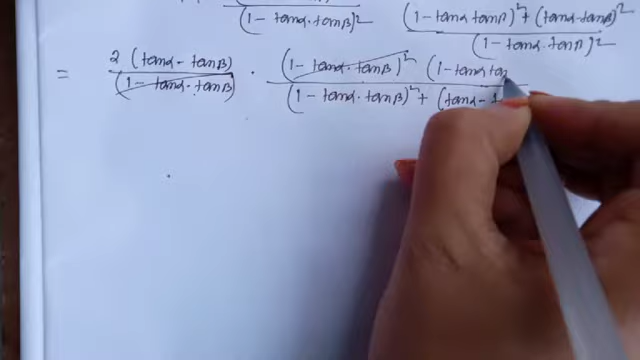 (1 - tanα · tanβ)² (1 - tanα tanβ)² + (tanα - tanβ)²
(1 - tanα · tanβ)²
= 2 (tanα - tanβ) / (1 - tanα · tanβ) · (1 - tanα · tanβ)² (1 - tanα tan / (1 - tanα · tanβ)² + (tanα -